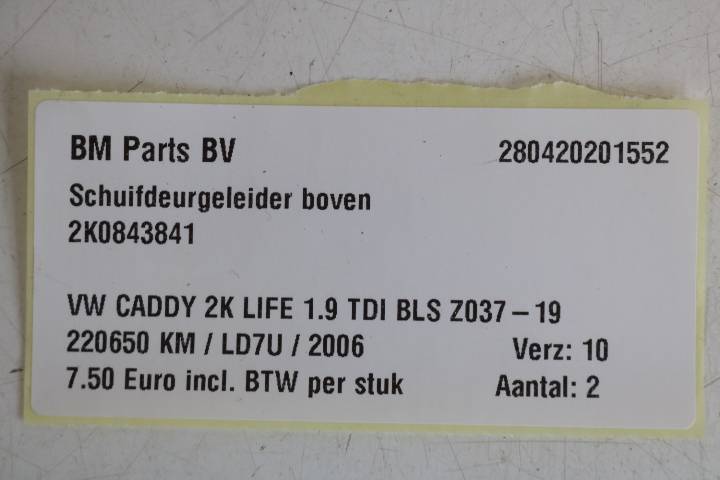 BM Parts BV 280420201552
Schuifdeurgeleider boven
2K0843841
VW CADDY 2K LIFE 1.9 TDI BLS Z037 – 19
220650 KM / LD7U / 2006 Verz: 10
7.50 Euro incl. BTW per stuk Aantal: 2